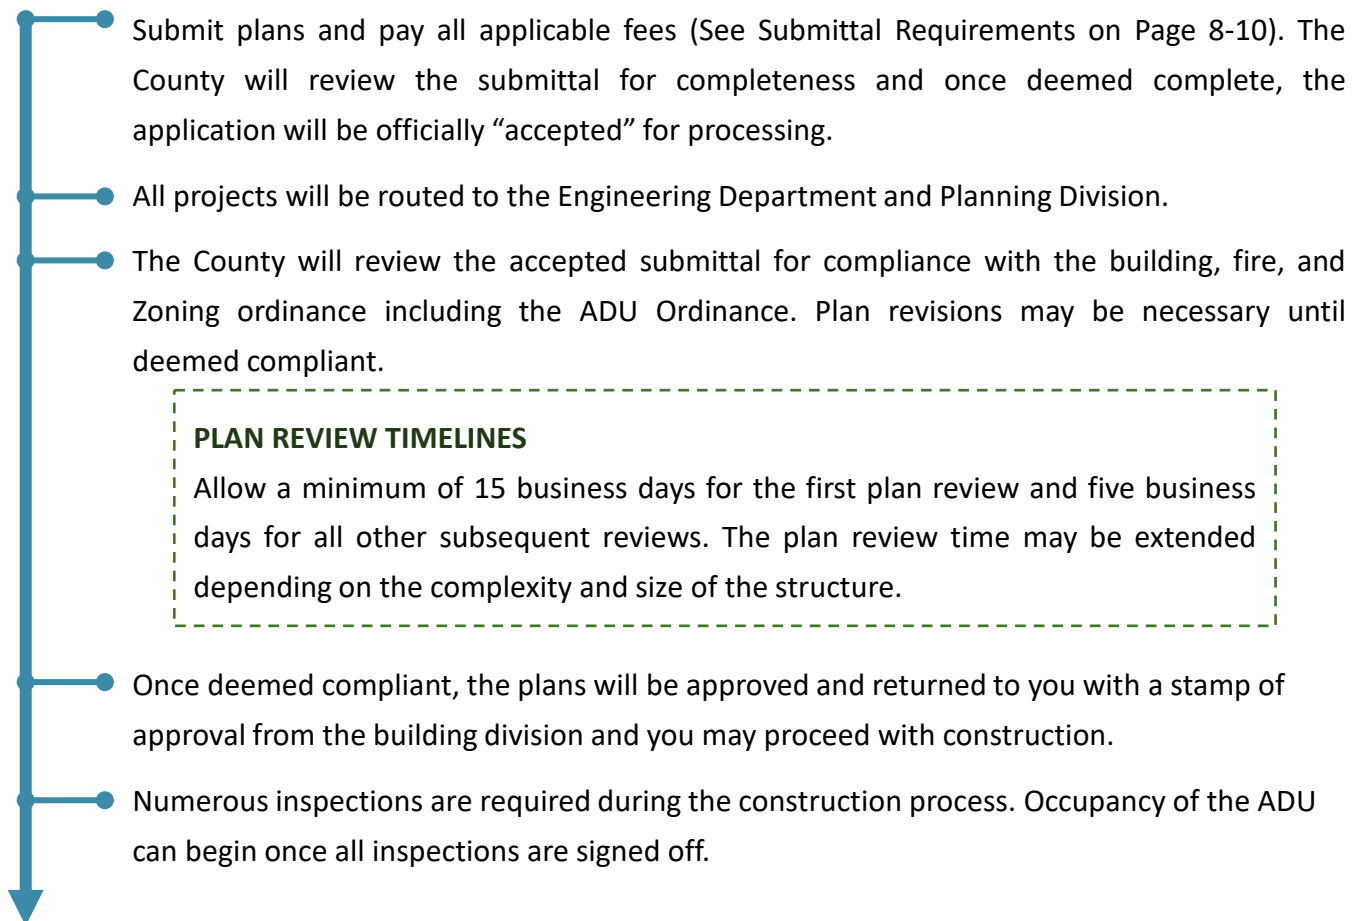 Submit plans and pay all applicable fees (See Submittal Requirements on Page 8-10). The
County will review the submittal for completeness and once deemed complete, the
application will be officially “accepted” for processing.
All projects will be routed to the Engineering Department and Planning Division.
The County will review the accepted submittal for compliance with the building, fire, and
Zoning ordinance including the ADU Ordinance. Plan revisions may be necessary until
deemed compliant.
PLAN REVIEW TIMELINES
Allow a minimum of 15 business days for the first plan review and five business
days for all other subsequent reviews. The plan review time may be extended
depending on the complexity and size of the structure.
Once deemed compliant, the plans will be approved and returned to you with a stamp of
approval from the building division and you may proceed with construction.
Numerous inspections are required during the construction process. Occupancy of the ADU
can begin once all inspections are signed off.